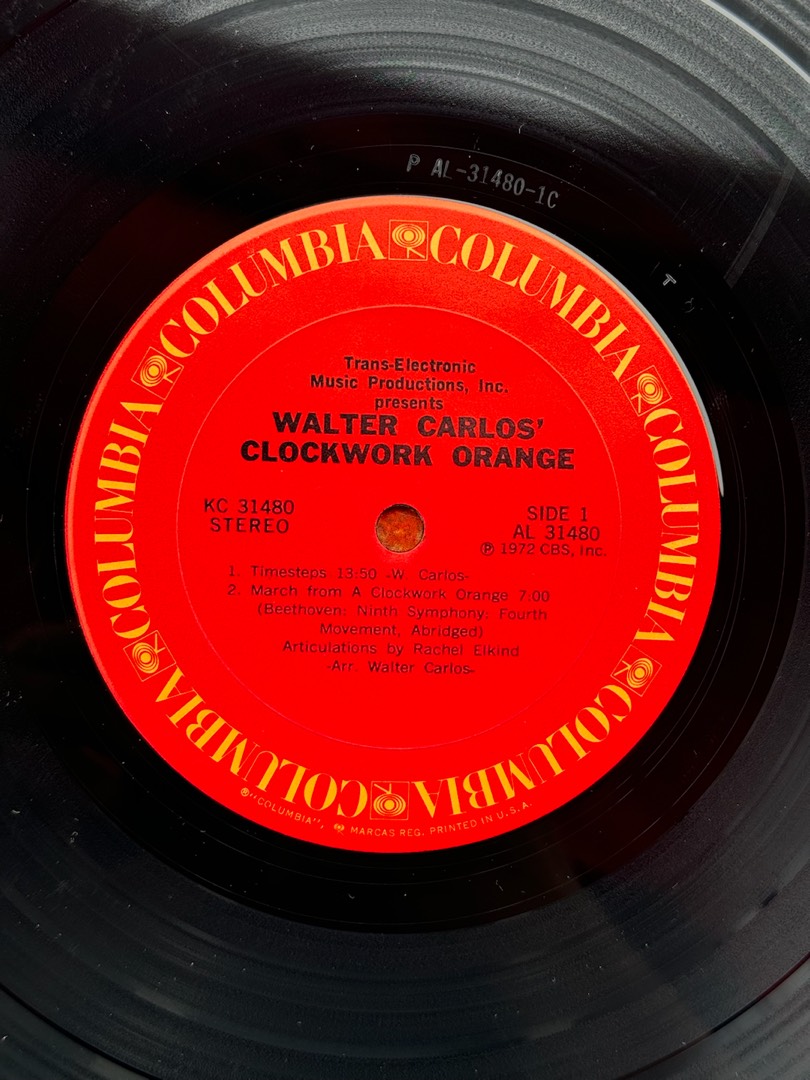 P AL-31480-1C
T
COLUMBIA COLUMBIA COLUMBIA COLUMBIA COLUMBIA COLUMBIA COLUMBIA
Trans-Electronic
Music Productions, Inc.
presents
WALTER CARLOS'
CLOCKWORK ORANGE
KC 31480
STEREO
SIDE 1
AL 31480
℗ 1972 CBS, Inc.
1. Timesteps 13:50 -W. Carlos-
2. March from A Clockwork Orange 7:00
(Beethoven: Ninth Symphony: Fourth
Movement, Abridged)
Articulations by Rachel Elkind
-Arr. Walter Carlos-
®"COLUMBIA", MARCAS REG. PRINTED IN U.S.A.